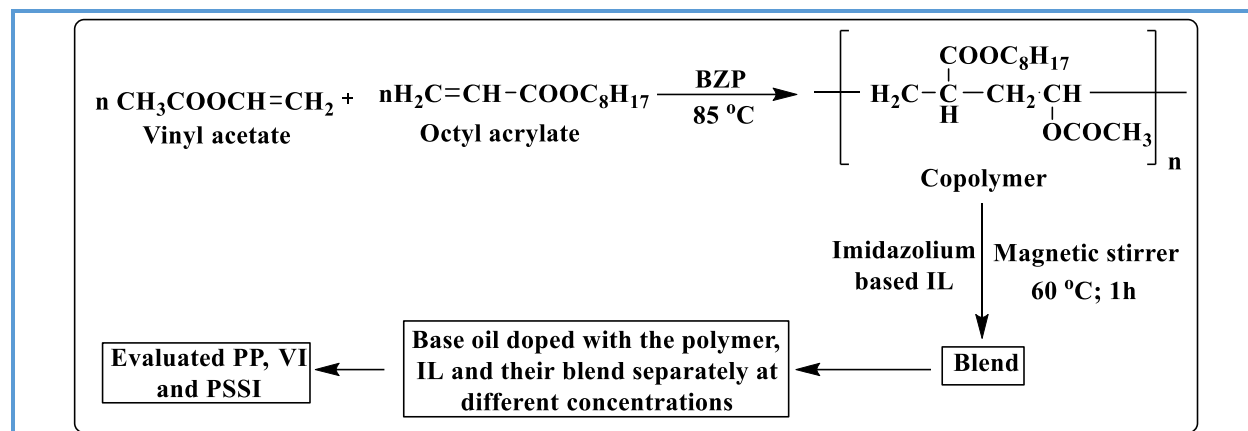 n CH₃COOCH=CH₂ + nH₂C=CH-COOC₈H₁₇
Vinyl acetate
Octyl acrylate
BZP
85 °C
COOC₈H₁₇
H₂C-C-CH₂-CH
H
OCOCH₃
n
Copolymer
Imidazolium
based IL
Magnetic stirrer
60 °C; 1h
Blend
Base oil doped with the polymer,
IL and their blend separately at
different concentrations
Evaluated PP, VI
and PSSI